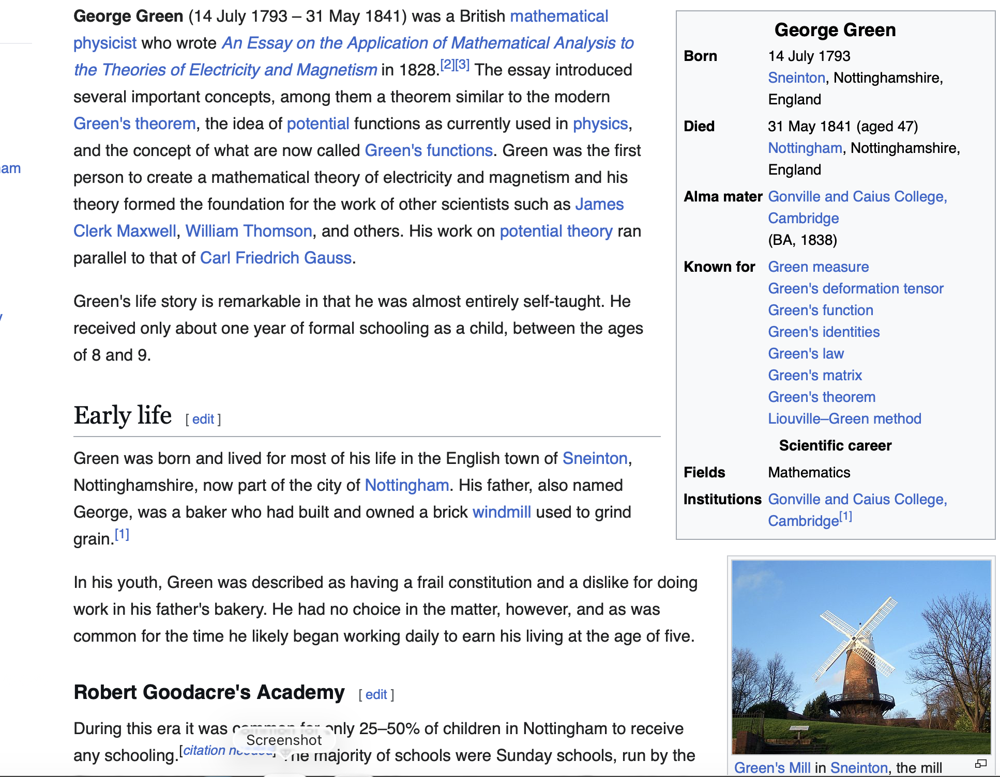 George Green (14 July 1793 – 31 May 1841) was a British mathematical
physicist who wrote An Essay on the Application of Mathematical Analysis to
the Theories of Electricity and Magnetism in 1828.[2][3] The essay introduced
several important concepts, among them a theorem similar to the modern
Green's theorem, the idea of potential functions as currently used in physics,
and the concept of what are now called Green's functions. Green was the first
person to create a mathematical theory of electricity and magnetism and his
theory formed the foundation for the work of other scientists such as James
Clerk Maxwell, William Thomson, and others. His work on potential theory ran
parallel to that of Carl Friedrich Gauss.
Green's life story is remarkable in that he was almost entirely self-taught. He
received only about one year of formal schooling as a child, between the ages
of 8 and 9.
Early life [ edit ]
Green was born and lived for most of his life in the English town of Sneinton,
Nottinghamshire, now part of the city of Nottingham. His father, also named
George, was a baker who had built and owned a brick windmill used to grind
grain.[1]
In his youth, Green was described as having a frail constitution and a dislike for doing
work in his father's bakery. He had no choice in the matter, however, and as was
common for the time he likely began working daily to earn his living at the age of five.
Robert Goodacre's Academy [ edit ]
During this era it was common for only 25–50% of children in Nottingham to receive
any schooling.[citation needed] The majority of schools were Sunday schools, run by the
Screenshot
George Green
Born 14 July 1793
Sneinton, Nottinghamshire,
England
Died 31 May 1841 (aged 47)
Nottingham, Nottinghamshire,
England
Alma mater Gonville and Caius College,
Cambridge
(BA, 1838)
Known for Green measure
Green's deformation tensor
Green's function
Green's identities
Green's law
Green's matrix
Green's theorem
Liouville–Green method
Scientific career
Fields Mathematics
Institutions Gonville and Caius College,
Cambridge[1]
Green's Mill in Sneinton, the mill